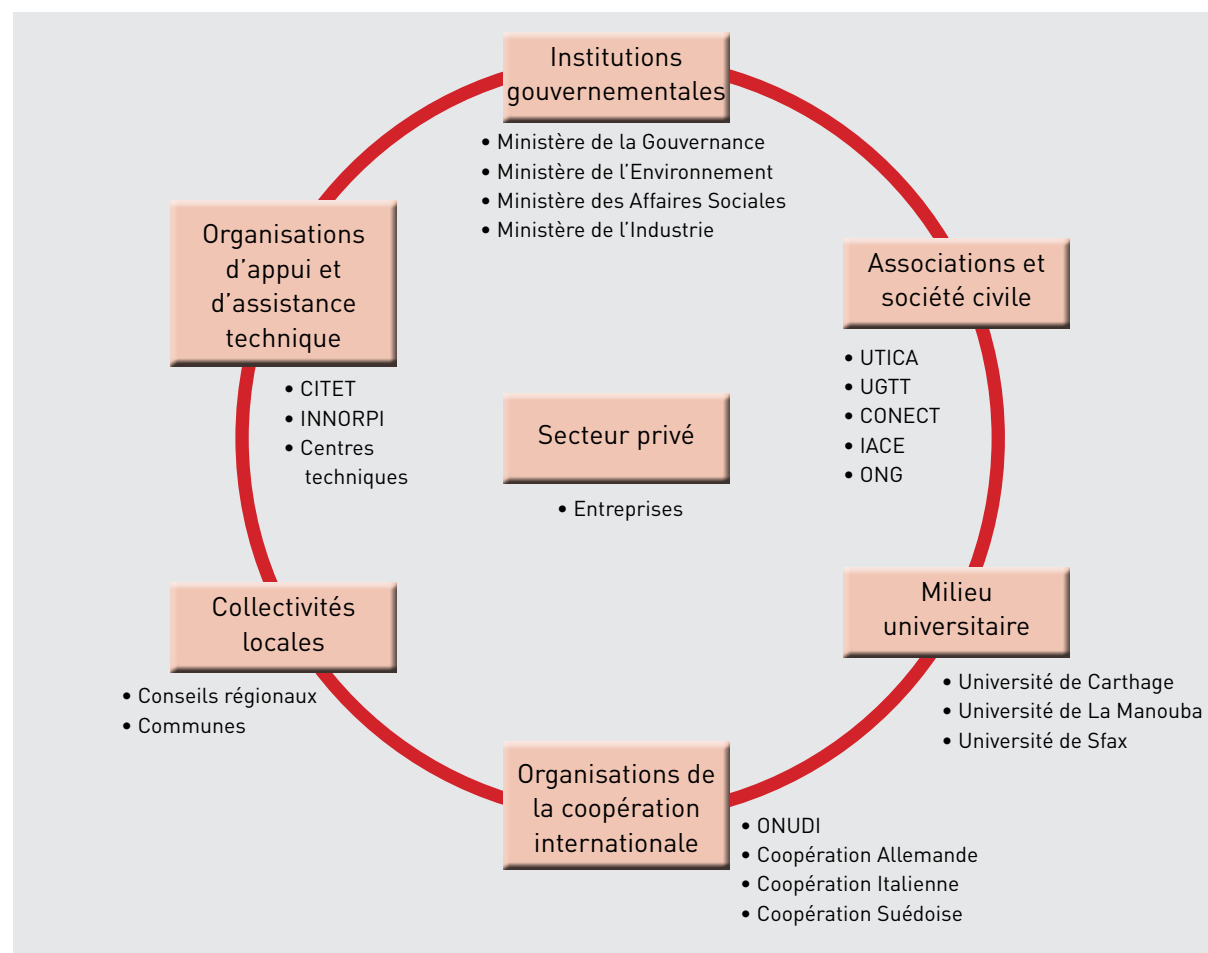 Institutions
gouvernementales
• Ministère de la Gouvernance
• Ministère de l'Environnement
• Ministère des Affaires Sociales
• Ministère de l'Industrie
Organisations
d'appui et
d'assistance
technique
• CITET
• INNORPI
• Centres
techniques
Associations et
société civile
• UTICA
• UGTT
• CONECT
• IACE
• ONG
Secteur privé
• Entreprises
Collectivités
locales
• Conseils régionaux
• Communes
Milieu
universitaire
• Université de Carthage
• Université de La Manouba
• Université de Sfax
Organisations de
la coopération
internationale
• ONUDI
• Coopération Allemande
• Coopération Italienne
• Coopération Suédoise